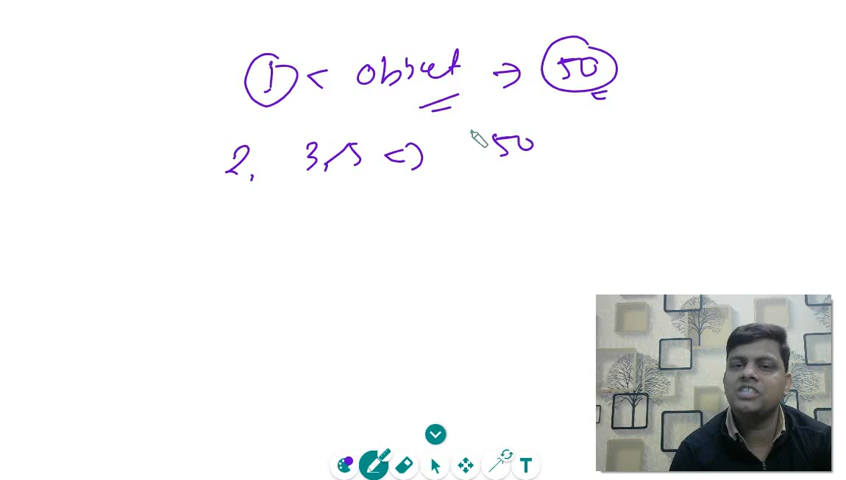 1 < object → 50
2, 3, 5 <-> 50
T